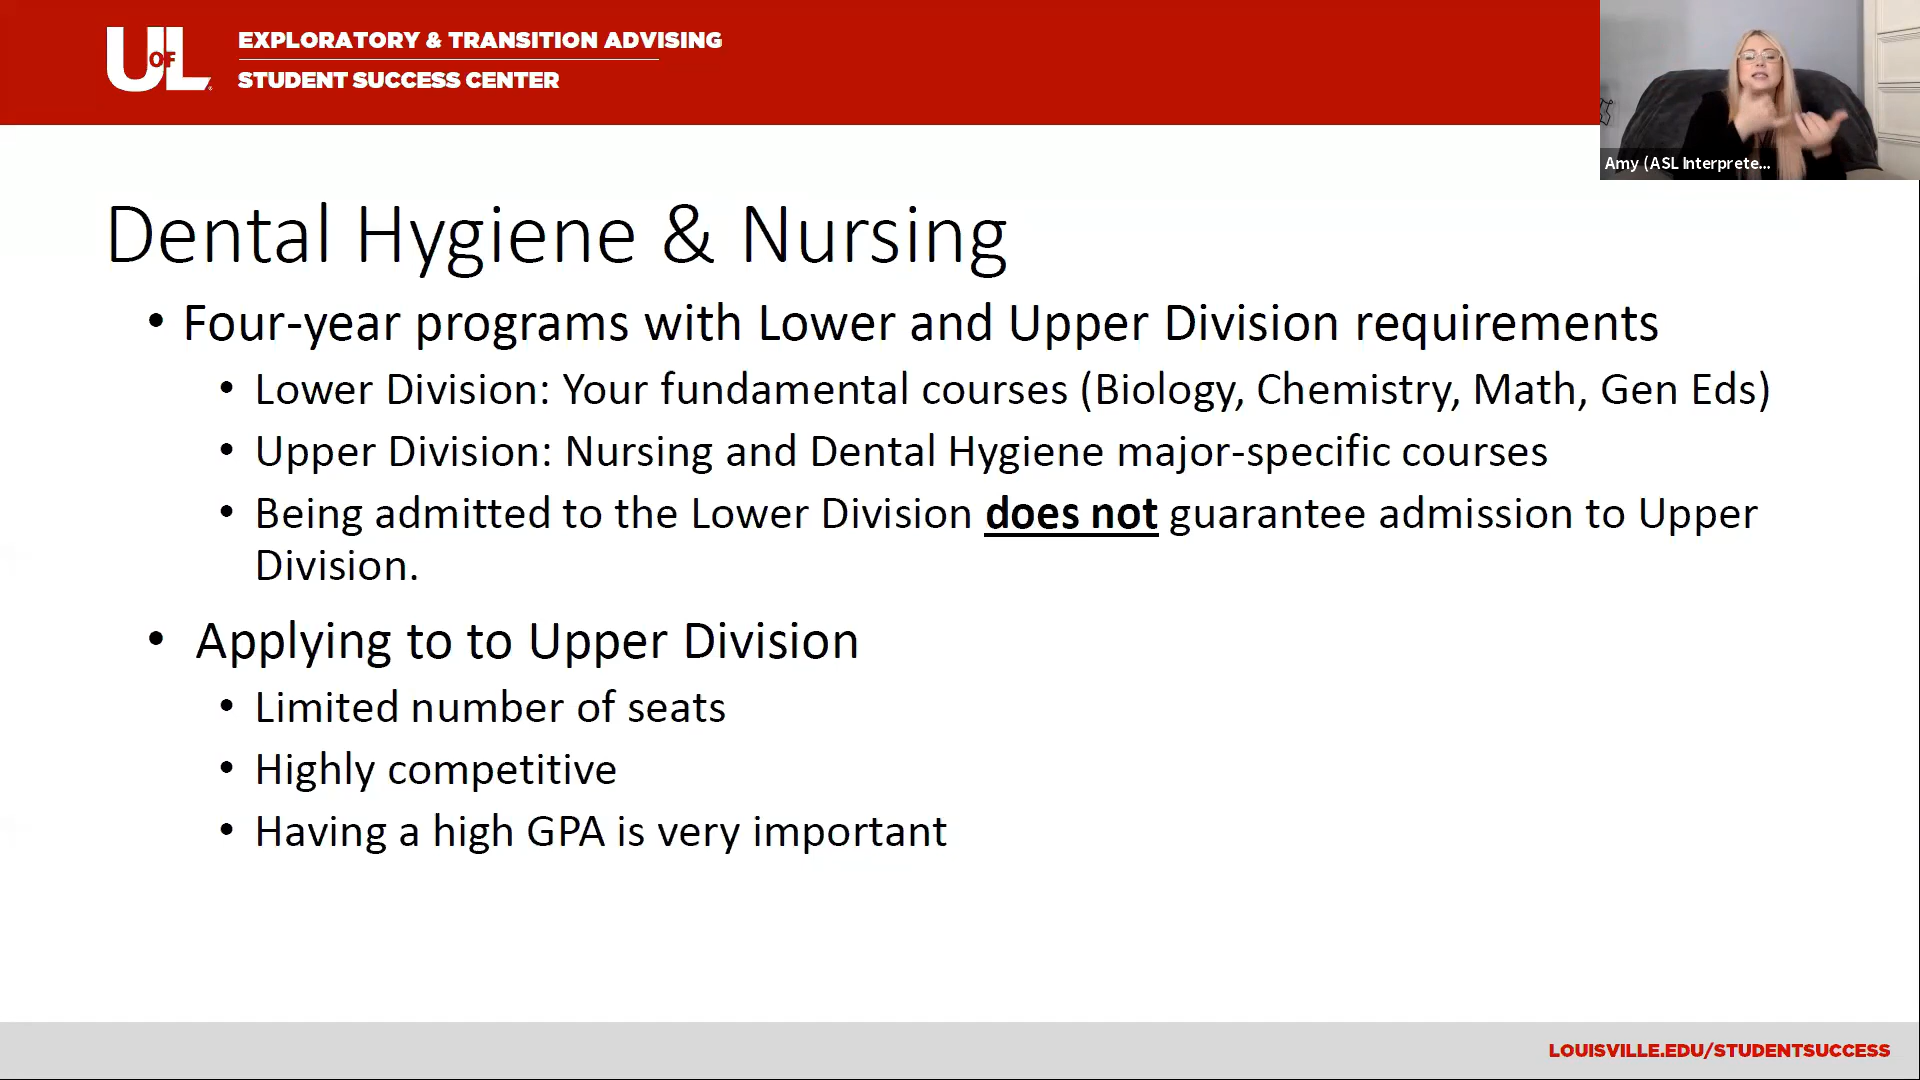 UOFL
EXPLORATORY & TRANSITION ADVISING
STUDENT SUCCESS CENTER
Amy (ASL Interprete...
Dental Hygiene & Nursing
• Four-year programs with Lower and Upper Division requirements
• Lower Division: Your fundamental courses (Biology, Chemistry, Math, Gen Eds)
• Upper Division: Nursing and Dental Hygiene major-specific courses
• Being admitted to the Lower Division does not guarantee admission to Upper
Division.
• Applying to to Upper Division
• Limited number of seats
• Highly competitive
• Having a high GPA is very important
LOUISVILLE.EDU/STUDENTSUCCESS